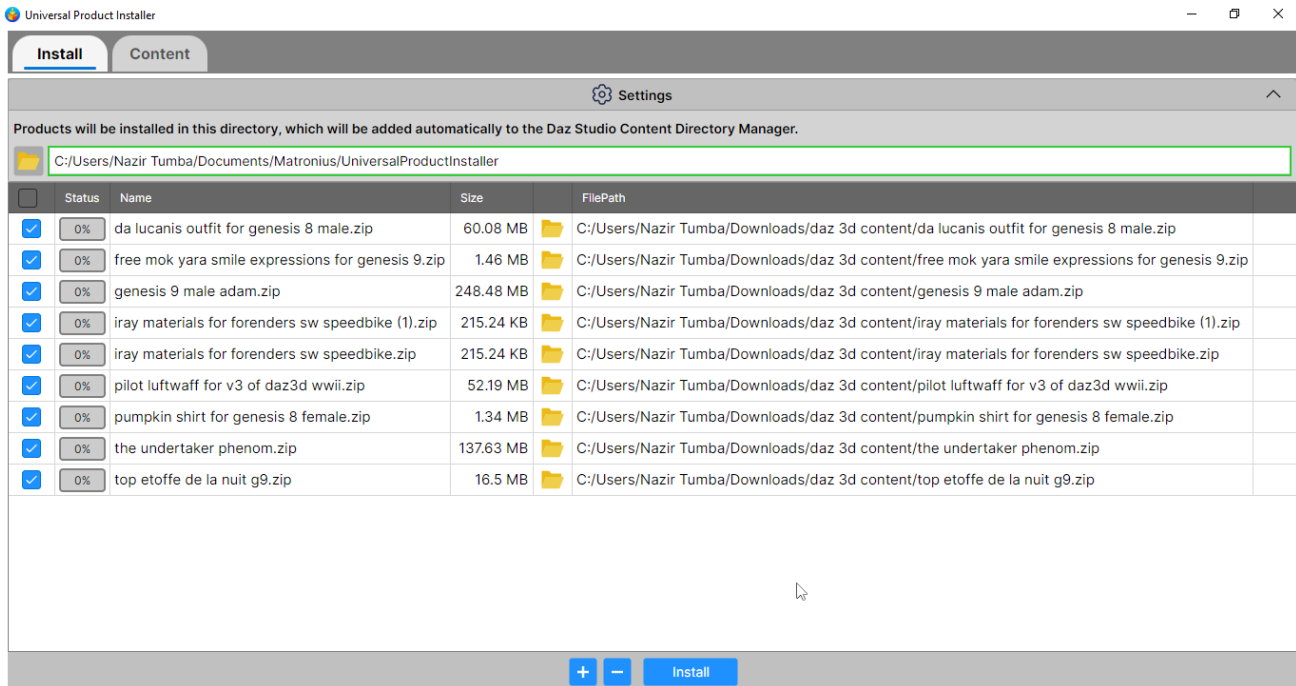 Universal Product Installer
Install Content
Settings
Products will be installed in this directory, which will be added automatically to the Daz Studio Content Directory Manager.
C:/Users/Nazir Tumba/Documents/Matronius/UniversalProductInstaller
Status Name Size FilePath
0% da lucanis outfit for genesis 8 male.zip 60.08 MB C:/Users/Nazir Tumba/Downloads/daz 3d content/da lucanis outfit for genesis 8 male.zip
0% free mok yara smile expressions for genesis 9.zip 1.46 MB C:/Users/Nazir Tumba/Downloads/daz 3d content/free mok yara smile expressions for genesis 9.zip
0% genesis 9 male adam.zip 248.48 MB C:/Users/Nazir Tumba/Downloads/daz 3d content/genesis 9 male adam.zip
0% iray materials for forenders sw speedbike (1).zip 215.24 KB C:/Users/Nazir Tumba/Downloads/daz 3d content/iray materials for forenders sw speedbike (1).zip
0% iray materials for forenders sw speedbike.zip 215.24 KB C:/Users/Nazir Tumba/Downloads/daz 3d content/iray materials for forenders sw speedbike.zip
0% pilot luftwaff for v3 of daz3d wwii.zip 52.19 MB C:/Users/Nazir Tumba/Downloads/daz 3d content/pilot luftwaff for v3 of daz3d wwii.zip
0% pumpkin shirt for genesis 8 female.zip 1.34 MB C:/Users/Nazir Tumba/Downloads/daz 3d content/pumpkin shirt for genesis 8 female.zip
0% the undertaker phenom.zip 137.63 MB C:/Users/Nazir Tumba/Downloads/daz 3d content/the undertaker phenom.zip
0% top etoffe de la nuit g9.zip 16.5 MB C:/Users/Nazir Tumba/Downloads/daz 3d content/top etoffe de la nuit g9.zip
Install